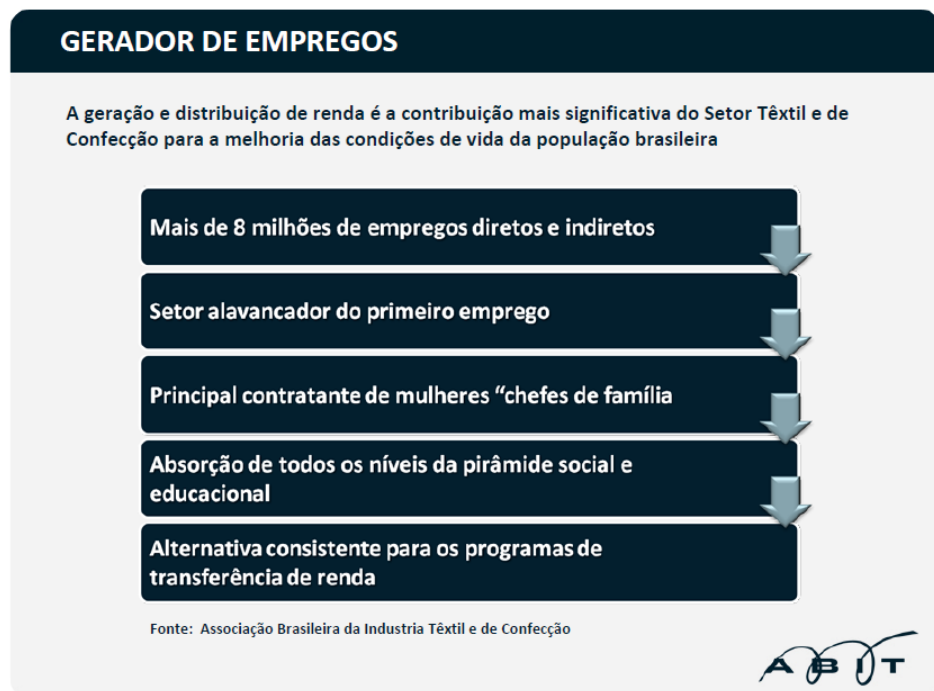 GERADOR DE EMPREGOS
A geração e distribuição de renda é a contribuição mais significativa do Setor Têxtil e de
Confecção para a melhoria das condições de vida da população brasileira
Mais de 8 milhões de empregos diretos e indiretos
Setor alavancador do primeiro emprego
Principal contratante de mulheres “chefes de família
Absorção de todos os níveis da pirâmide social e
educacional
Alternativa consistente para os programas de
transferência de renda
Fonte: Associação Brasileira da Industria Têxtil e de Confecção
ABIT